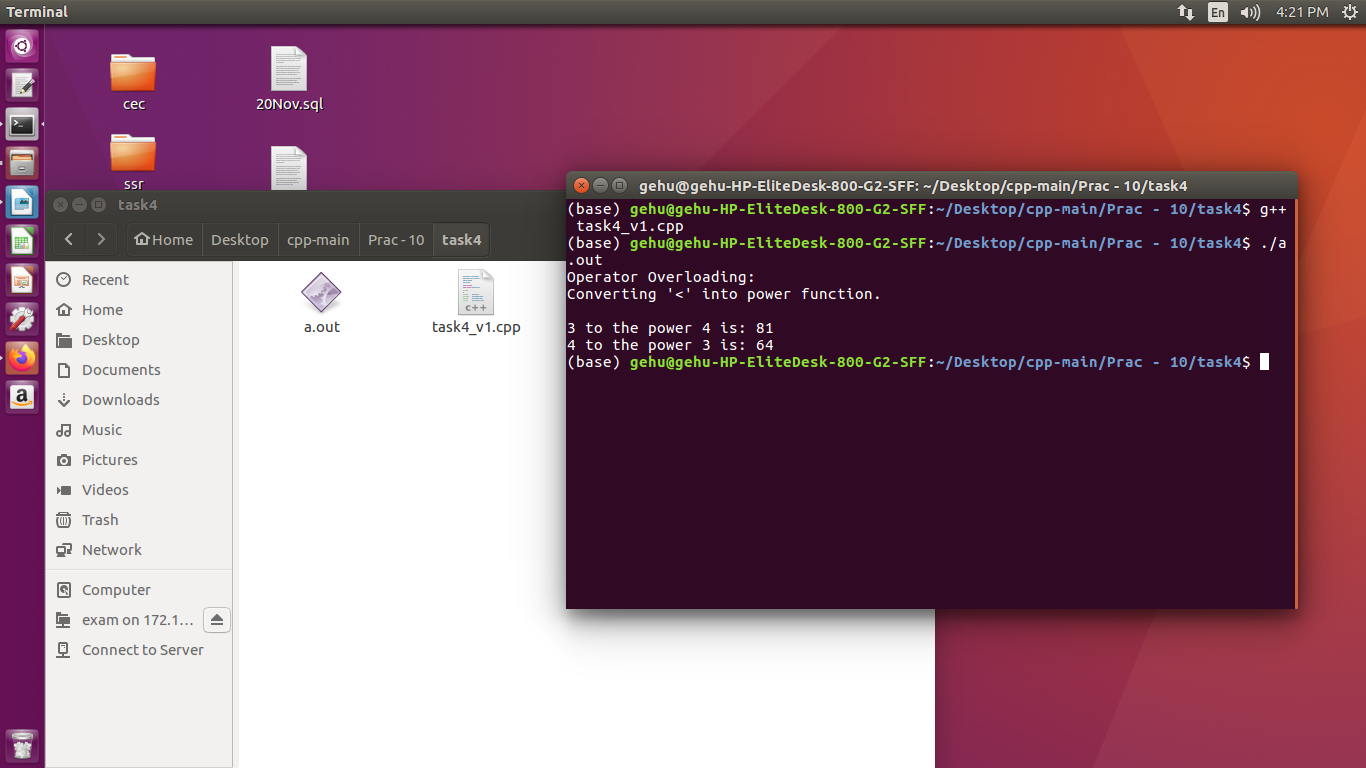 Terminal
En
4:21 PM
cec
20Nov.sql
ssr
task4
Home
Desktop
cpp-main
Prac - 10
task4
Recent
Home
Desktop
Documents
Downloads
Music
Pictures
Videos
Trash
Network
Computer
exam on 172.1...
Connect to Server
a.out
c++
task4_v1.cpp
gehu@gehu-HP-EliteDesk-800-G2-SFF: ~/Desktop/cpp-main/Prac - 10/task4
(base) gehu@gehu-HP-EliteDesk-800-G2-SFF:~/Desktop/cpp-main/Prac - 10/task4$ g++
 task4_v1.cpp
(base) gehu@gehu-HP-EliteDesk-800-G2-SFF:~/Desktop/cpp-main/Prac - 10/task4$ ./a
.out
Operator Overloading:
Converting '<' into power function.
3 to the power 4 is: 81
4 to the power 3 is: 64
(base) gehu@gehu-HP-EliteDesk-800-G2-SFF:~/Desktop/cpp-main/Prac - 10/task4$